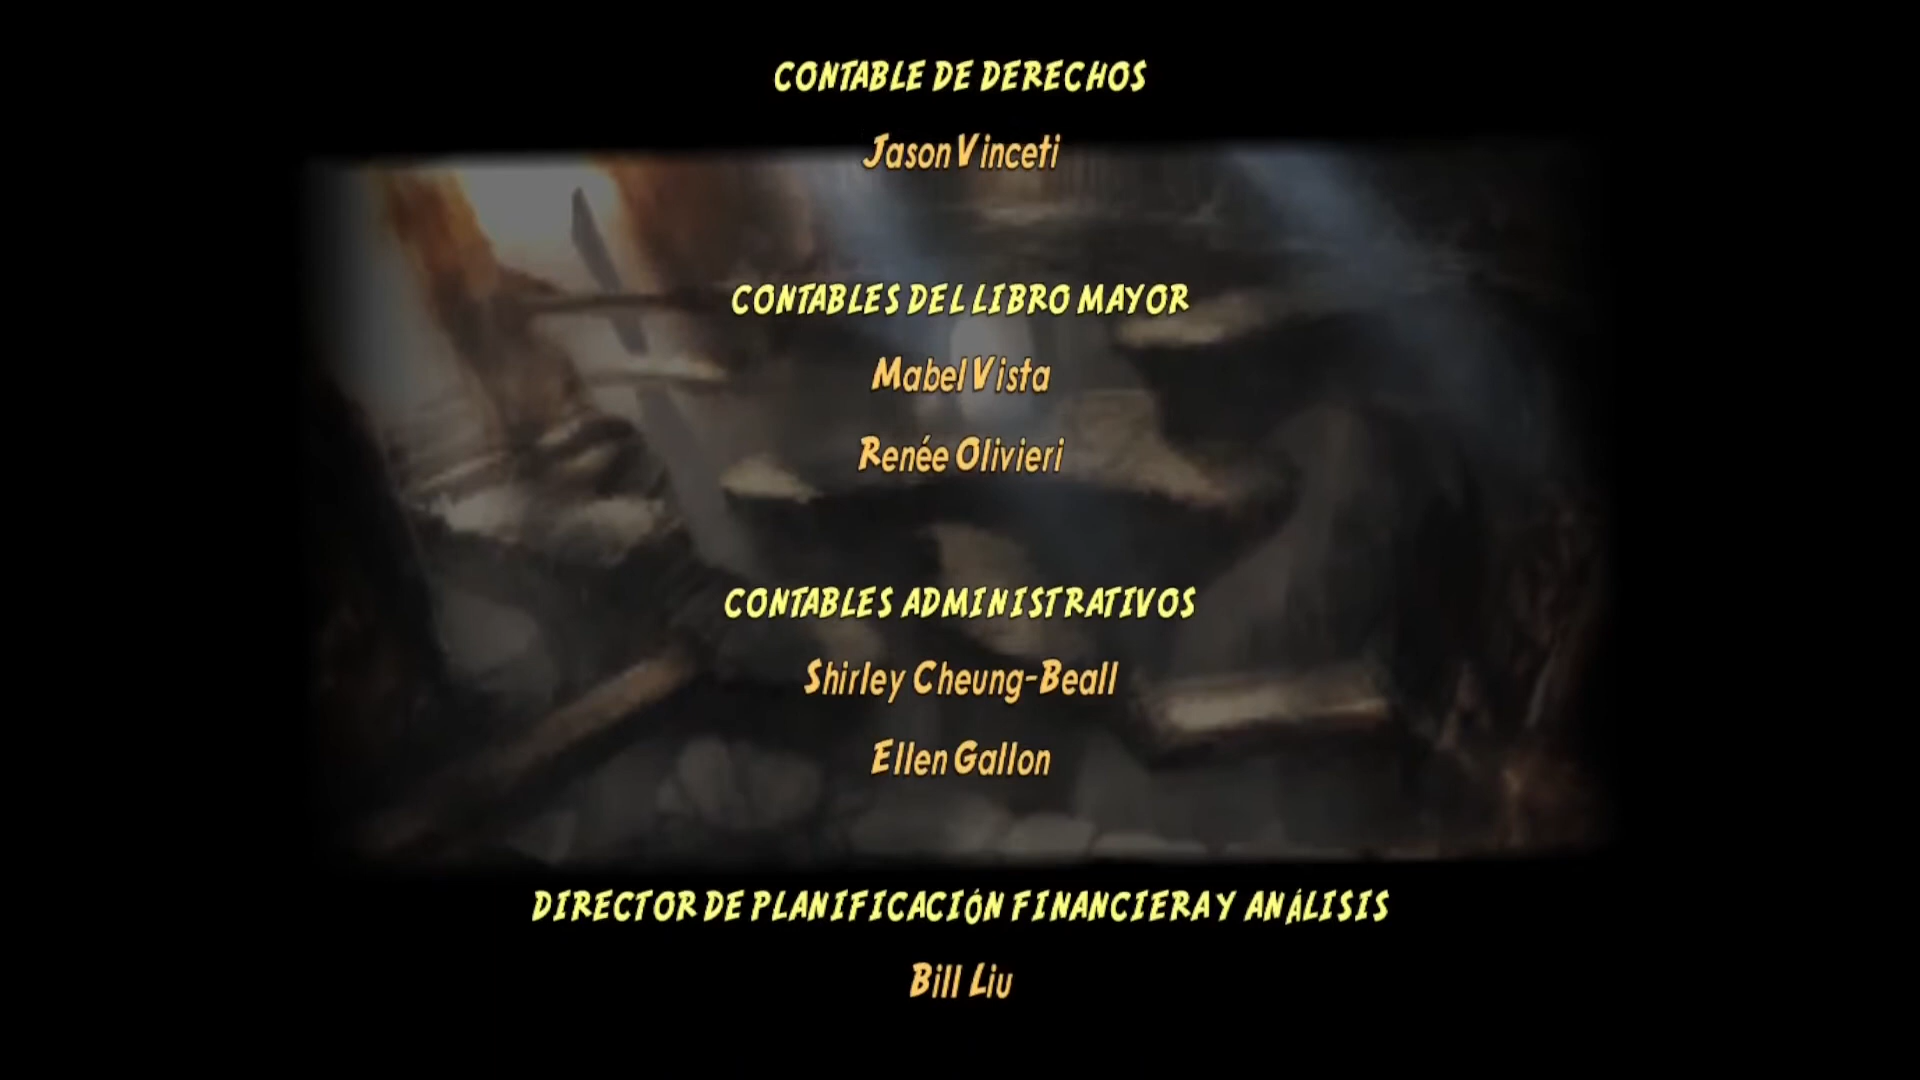 CONTABLE DE DERECHOS
Jason Vinceti
CONTABLES DEL LIBRO MAYOR
Mabel Vista
Renée Olivieri
CONTABLES ADMINISTRATIVOS
Shirley Cheung-Beall
Ellen Gallon
DIRECTOR DE PLANIFICACIÓN FINANCIERA Y ANÁLISIS
Bill Liu